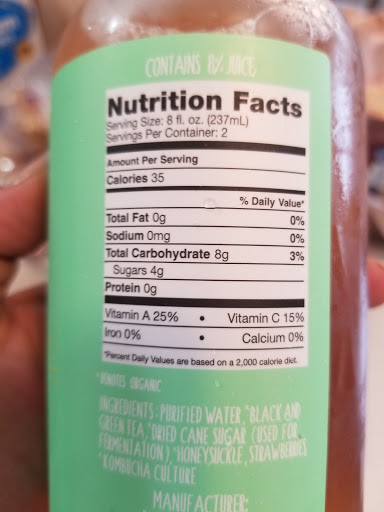 CONTAINS 8% JUICE
Nutrition Facts
Serving Size: 8 fl. oz. (237mL)
Servings Per Container: 2
Amount Per Serving
Calories 35
% Daily Value*
Total Fat 0g 0%
Sodium 0mg 0%
Total Carbohydrate 8g 3%
Sugars 4g
Protein 0g
Vitamin A 25% • Vitamin C 15%
Iron 0% • Calcium 0%
*Percent Daily Values are based on a 2,000 calorie diet.
*DENOTES ORGANIC
INGREDIENTS: PURIFIED WATER, *BLACK AND
GREEN TEA, *DRIED CANE SUGAR (USED FOR
FERMENTATION), *HONEYSUCKLE, STRAWBERRIES
*KOMBUCHA CULTURE
MANUFACTURER: